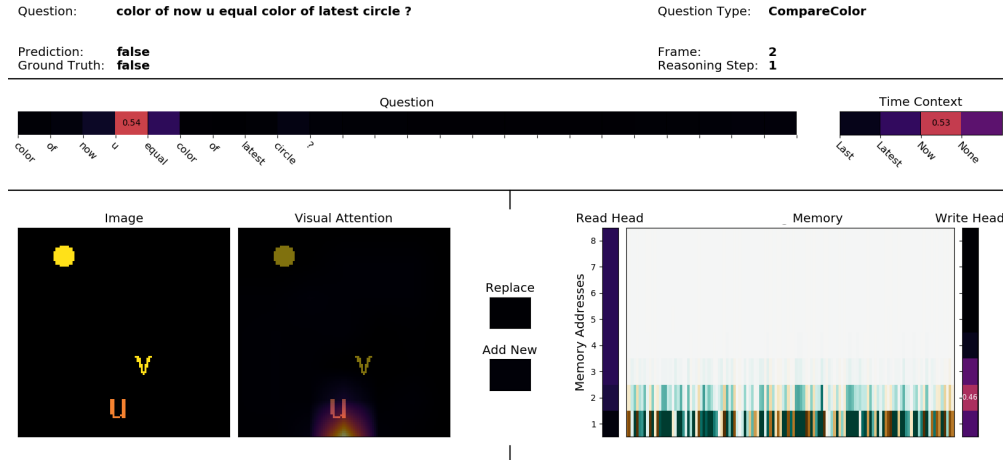 Question: color of now u equal color of latest circle ? Question Type: CompareColor
Prediction: false Frame: 2
Ground Truth: false Reasoning Step: 1
Question Time Context
0.54 0.53
color of now u equal color of latest circle ? Last Latest Now None
Image Visual Attention Read Head Memory Write Head
Replace
Add New
Memory Addresses
8
7
6
5
4
3
2 0.46
1
v v
u u